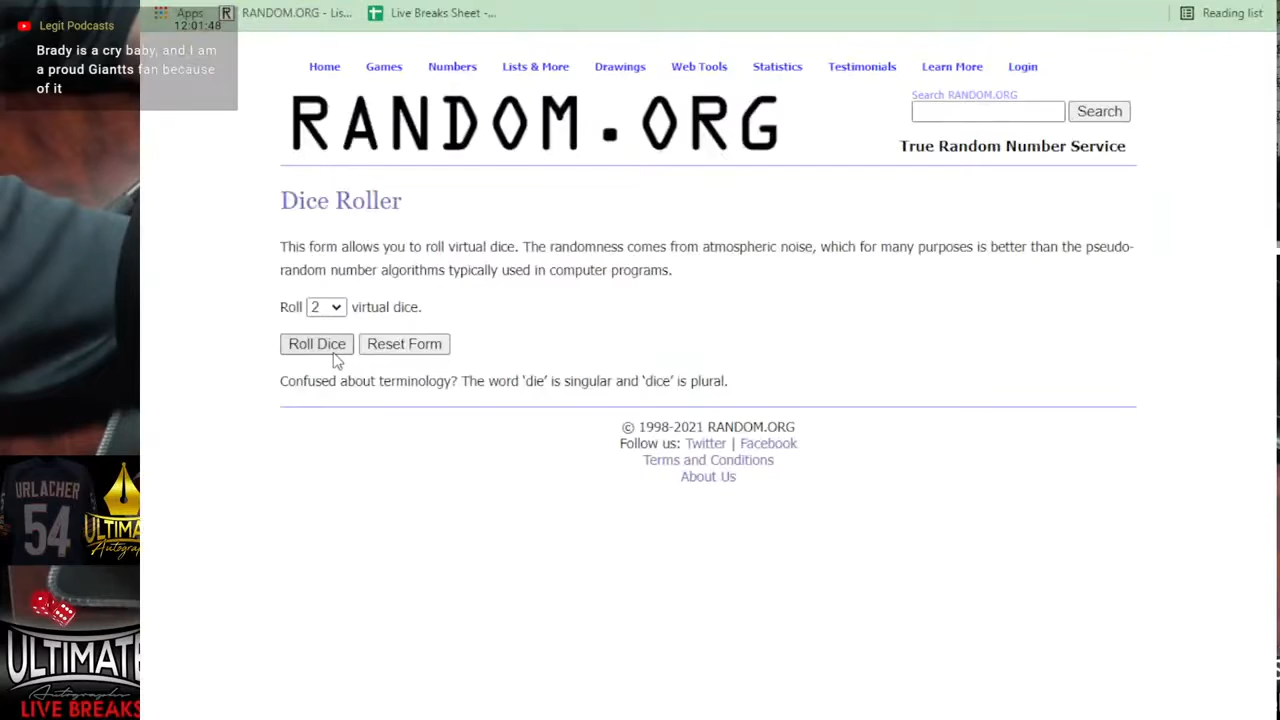 Legit Podcasts
Brady is a cry baby, and I am
a proud Giantts fan because
of it
Apps
RANDOM.ORG - Lis...
Live Breaks Sheet -...
Reading list
12:01:48
Home Games Numbers Lists & More Drawings Web Tools Statistics Testimonials Learn More Login
Search RANDOM.ORG
Search
RANDOM.ORG
True Random Number Service
Dice Roller
This form allows you to roll virtual dice. The randomness comes from atmospheric noise, which for many purposes is better than the pseudo-
random number algorithms typically used in computer programs.
Roll 2 virtual dice.
Roll Dice Reset Form
Confused about terminology? The word ‘die’ is singular and ‘dice’ is plural.
© 1998-2021 RANDOM.ORG
Follow us: Twitter | Facebook
Terms and Conditions
About Us
URLACHER
54
ULTIMA
Autograp
ULTIMATE
Autographs
LIVE BREAKS